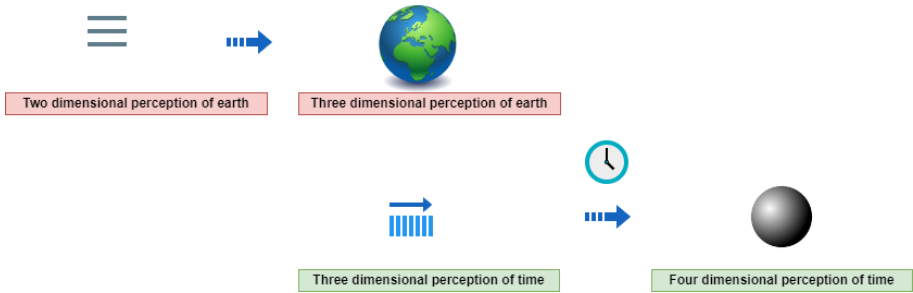 Two dimensional perception of earth
Three dimensional perception of earth
Three dimensional perception of time
Four dimensional perception of time